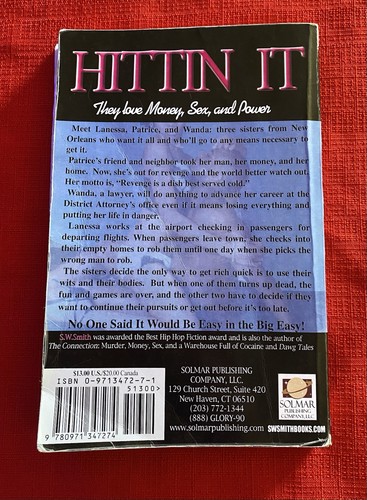 HITTIN IT
They love Money, Sex, and Power
Meet Lanessa, Patrice, and Wanda: three sisters from New
Orleans who want it all and who'll go to any means necessary to
get it.
Patrice's friend and neighbor took her man, her money, and her
home. Now, she's out for revenge and the world better watch out.
Her motto is, "Revenge is a dish best served cold."
Wanda, a lawyer, will do anything to advance her career at the
District Attorney's office even if it means losing everything and
putting her life in danger.
Lanessa works at the airport checking in passengers for
departing flights. When passengers leave town, she checks into
their empty homes to rob them until one day when she picks the
wrong man to rob.
The sisters decide the only way to get rich quick is to use their
wits and their bodies. But when one of them turns up dead, the
fun and games are over, and the other two have to decide if they
want to continue their pursuits or get out before it's too late.
No One Said It Would Be Easy in the Big Easy!
S.W.Smith was awarded the Best Hip Hop Fiction award and is also the author of
The Connection: Murder, Money, Sex, and a Warehouse Full of Cocaine and Dawg Tales
$13.00 U.S./$20.00 Canada
ISBN 0-9713472-7-1
51300>
9 780971 347274
SOLMAR PUBLISHING
COMPANY, LLC.
129 Church Street, Suite 420
New Haven, CT 06510
(203) 772-1344
(888) GLORY-90
www.solmarpublishing.com
SOLMAR
PUBLISHING
COMPANY, LLC
SWSMITHBOOKS.COM